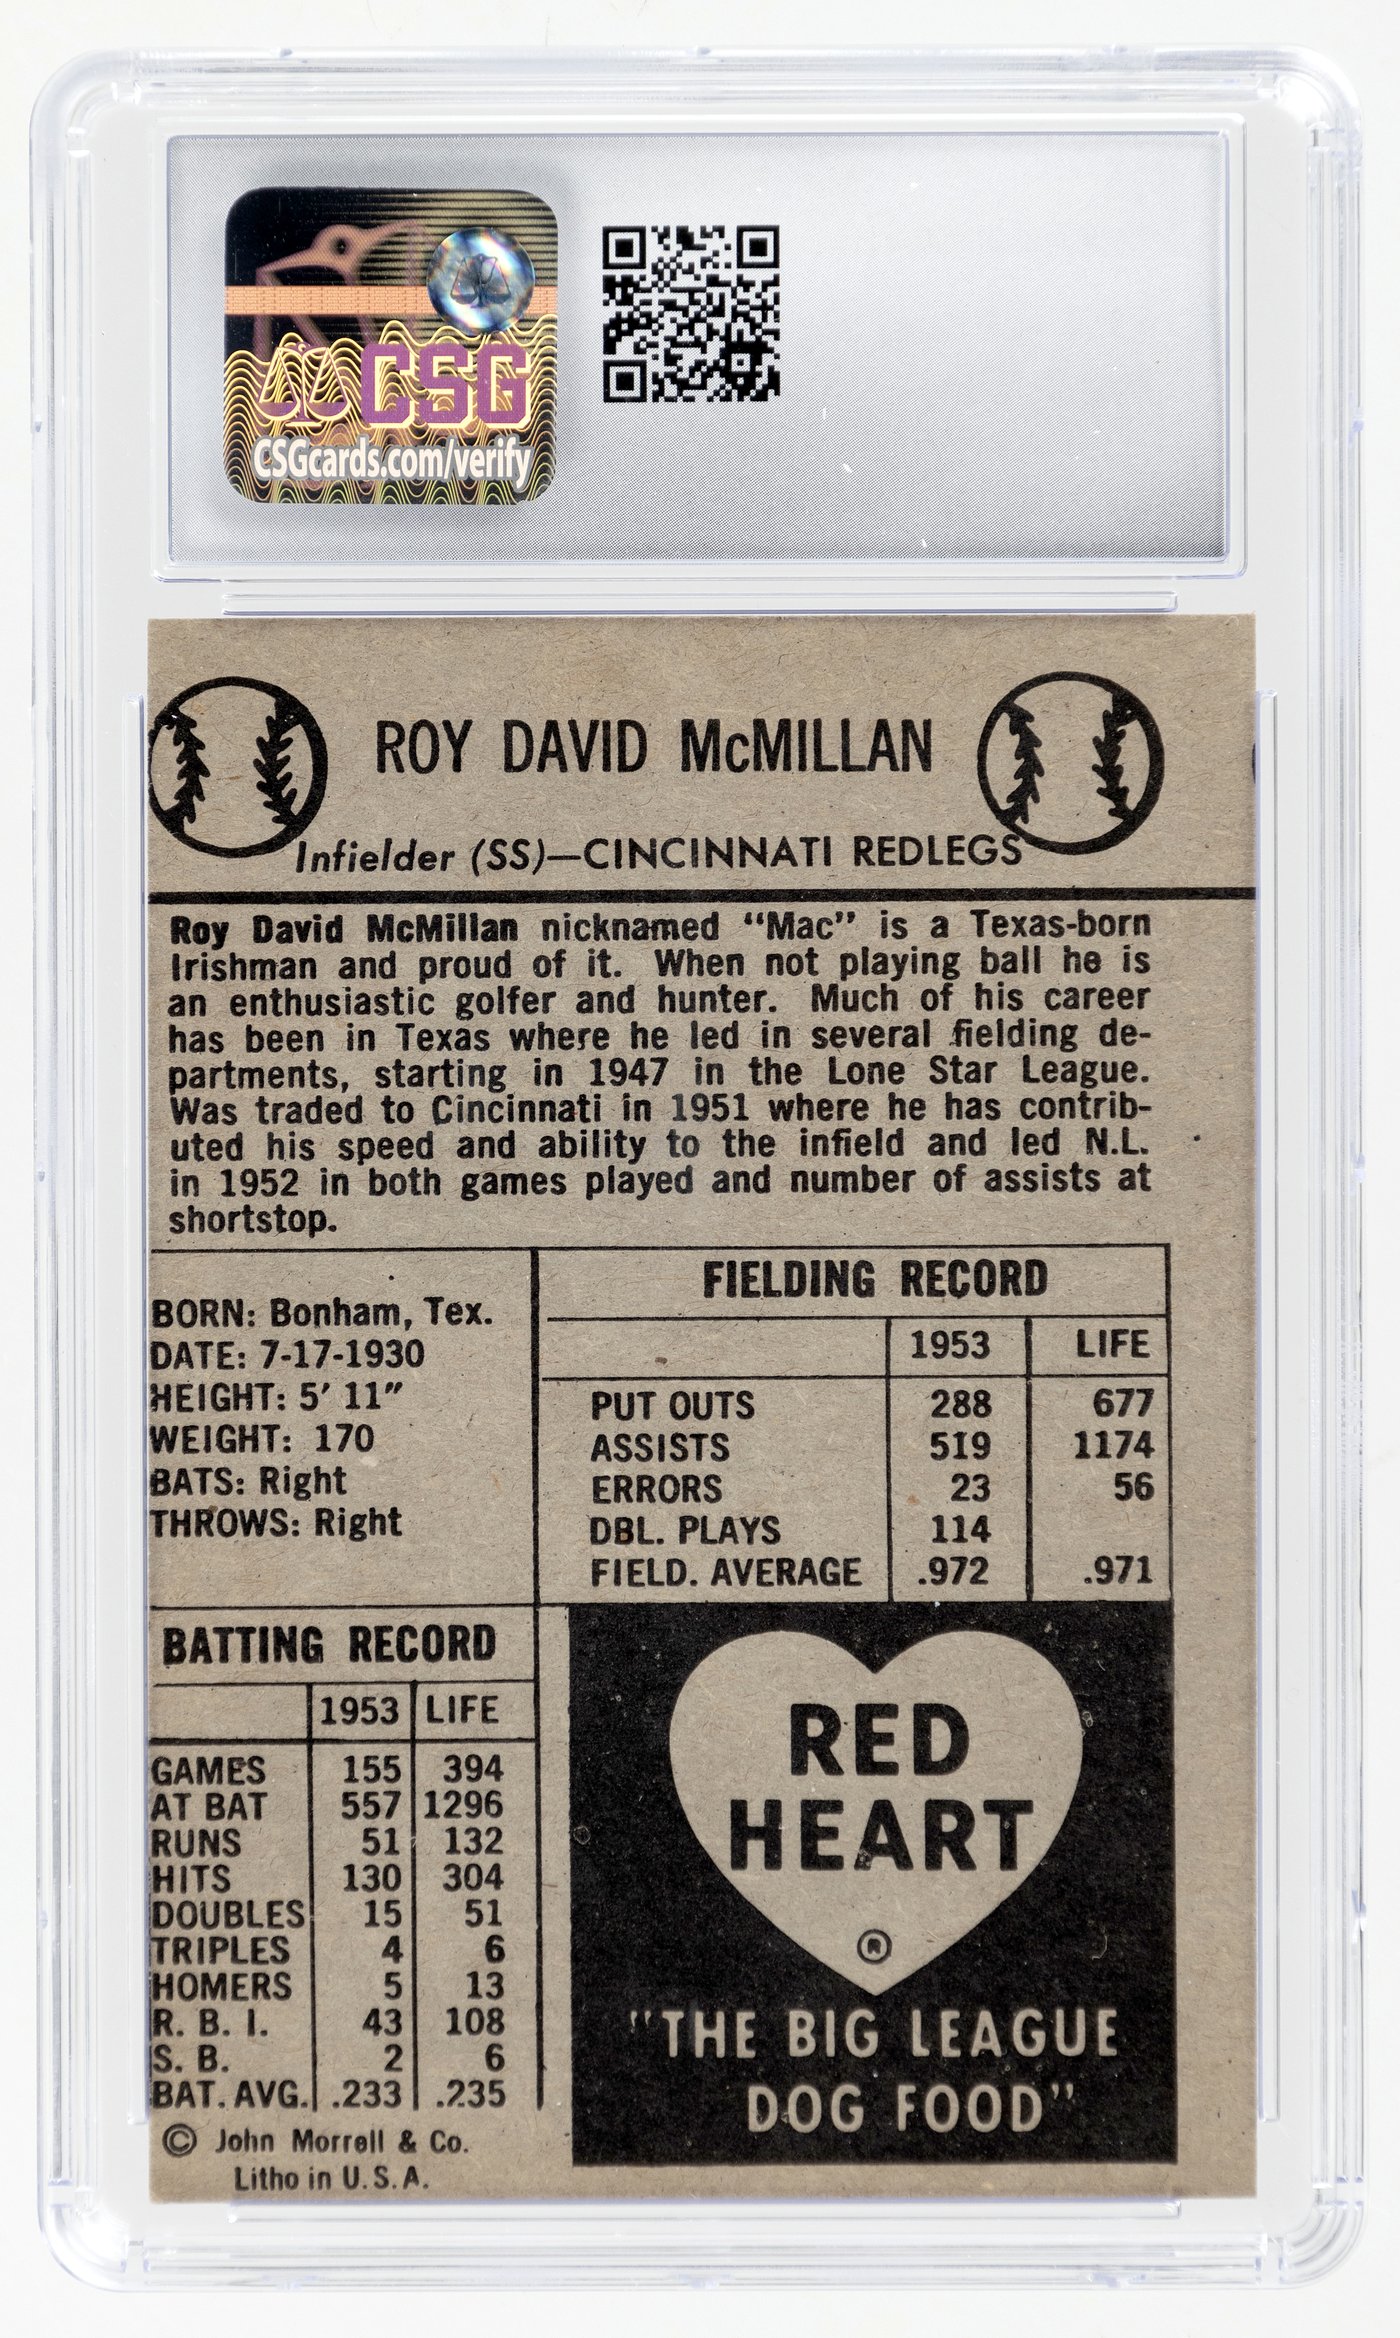 CSG
CSGcards.com/verify
ROY DAVID McMILLAN
Infielder (SS)—CINCINNATI REDLEGS
Roy David McMillan nicknamed “Mac” is a Texas-born
Irishman and proud of it. When not playing ball he is
an enthusiastic golfer and hunter. Much of his career
has been in Texas where he led in several fielding de-
partments, starting in 1947 in the Lone Star League.
Was traded to Cincinnati in 1951 where he has contrib-
uted his speed and ability to the infield and led N.L.
in 1952 in both games played and number of assists at
shortstop.
BORN: Bonham, Tex.
DATE: 7-17-1930
HEIGHT: 5′ 11″
WEIGHT: 170
BATS: Right
THROWS: Right
FIELDING RECORD
1953 LIFE
PUT OUTS 288 677
ASSISTS 519 1174
ERRORS 23 56
DBL. PLAYS 114
FIELD. AVERAGE .972 .971
BATTING RECORD
1953 LIFE
GAMES 155 394
AT BAT 557 1296
RUNS 51 132
HITS 130 304
DOUBLES 15 51
TRIPLES 4 6
HOMERS 5 13
R. B. I. 43 108
S. B. 2 6
BAT. AVG. .233 .235
© John Morrell & Co.
Litho in U.S.A.
RED
HEART
®
"THE BIG LEAGUE
DOG FOOD"